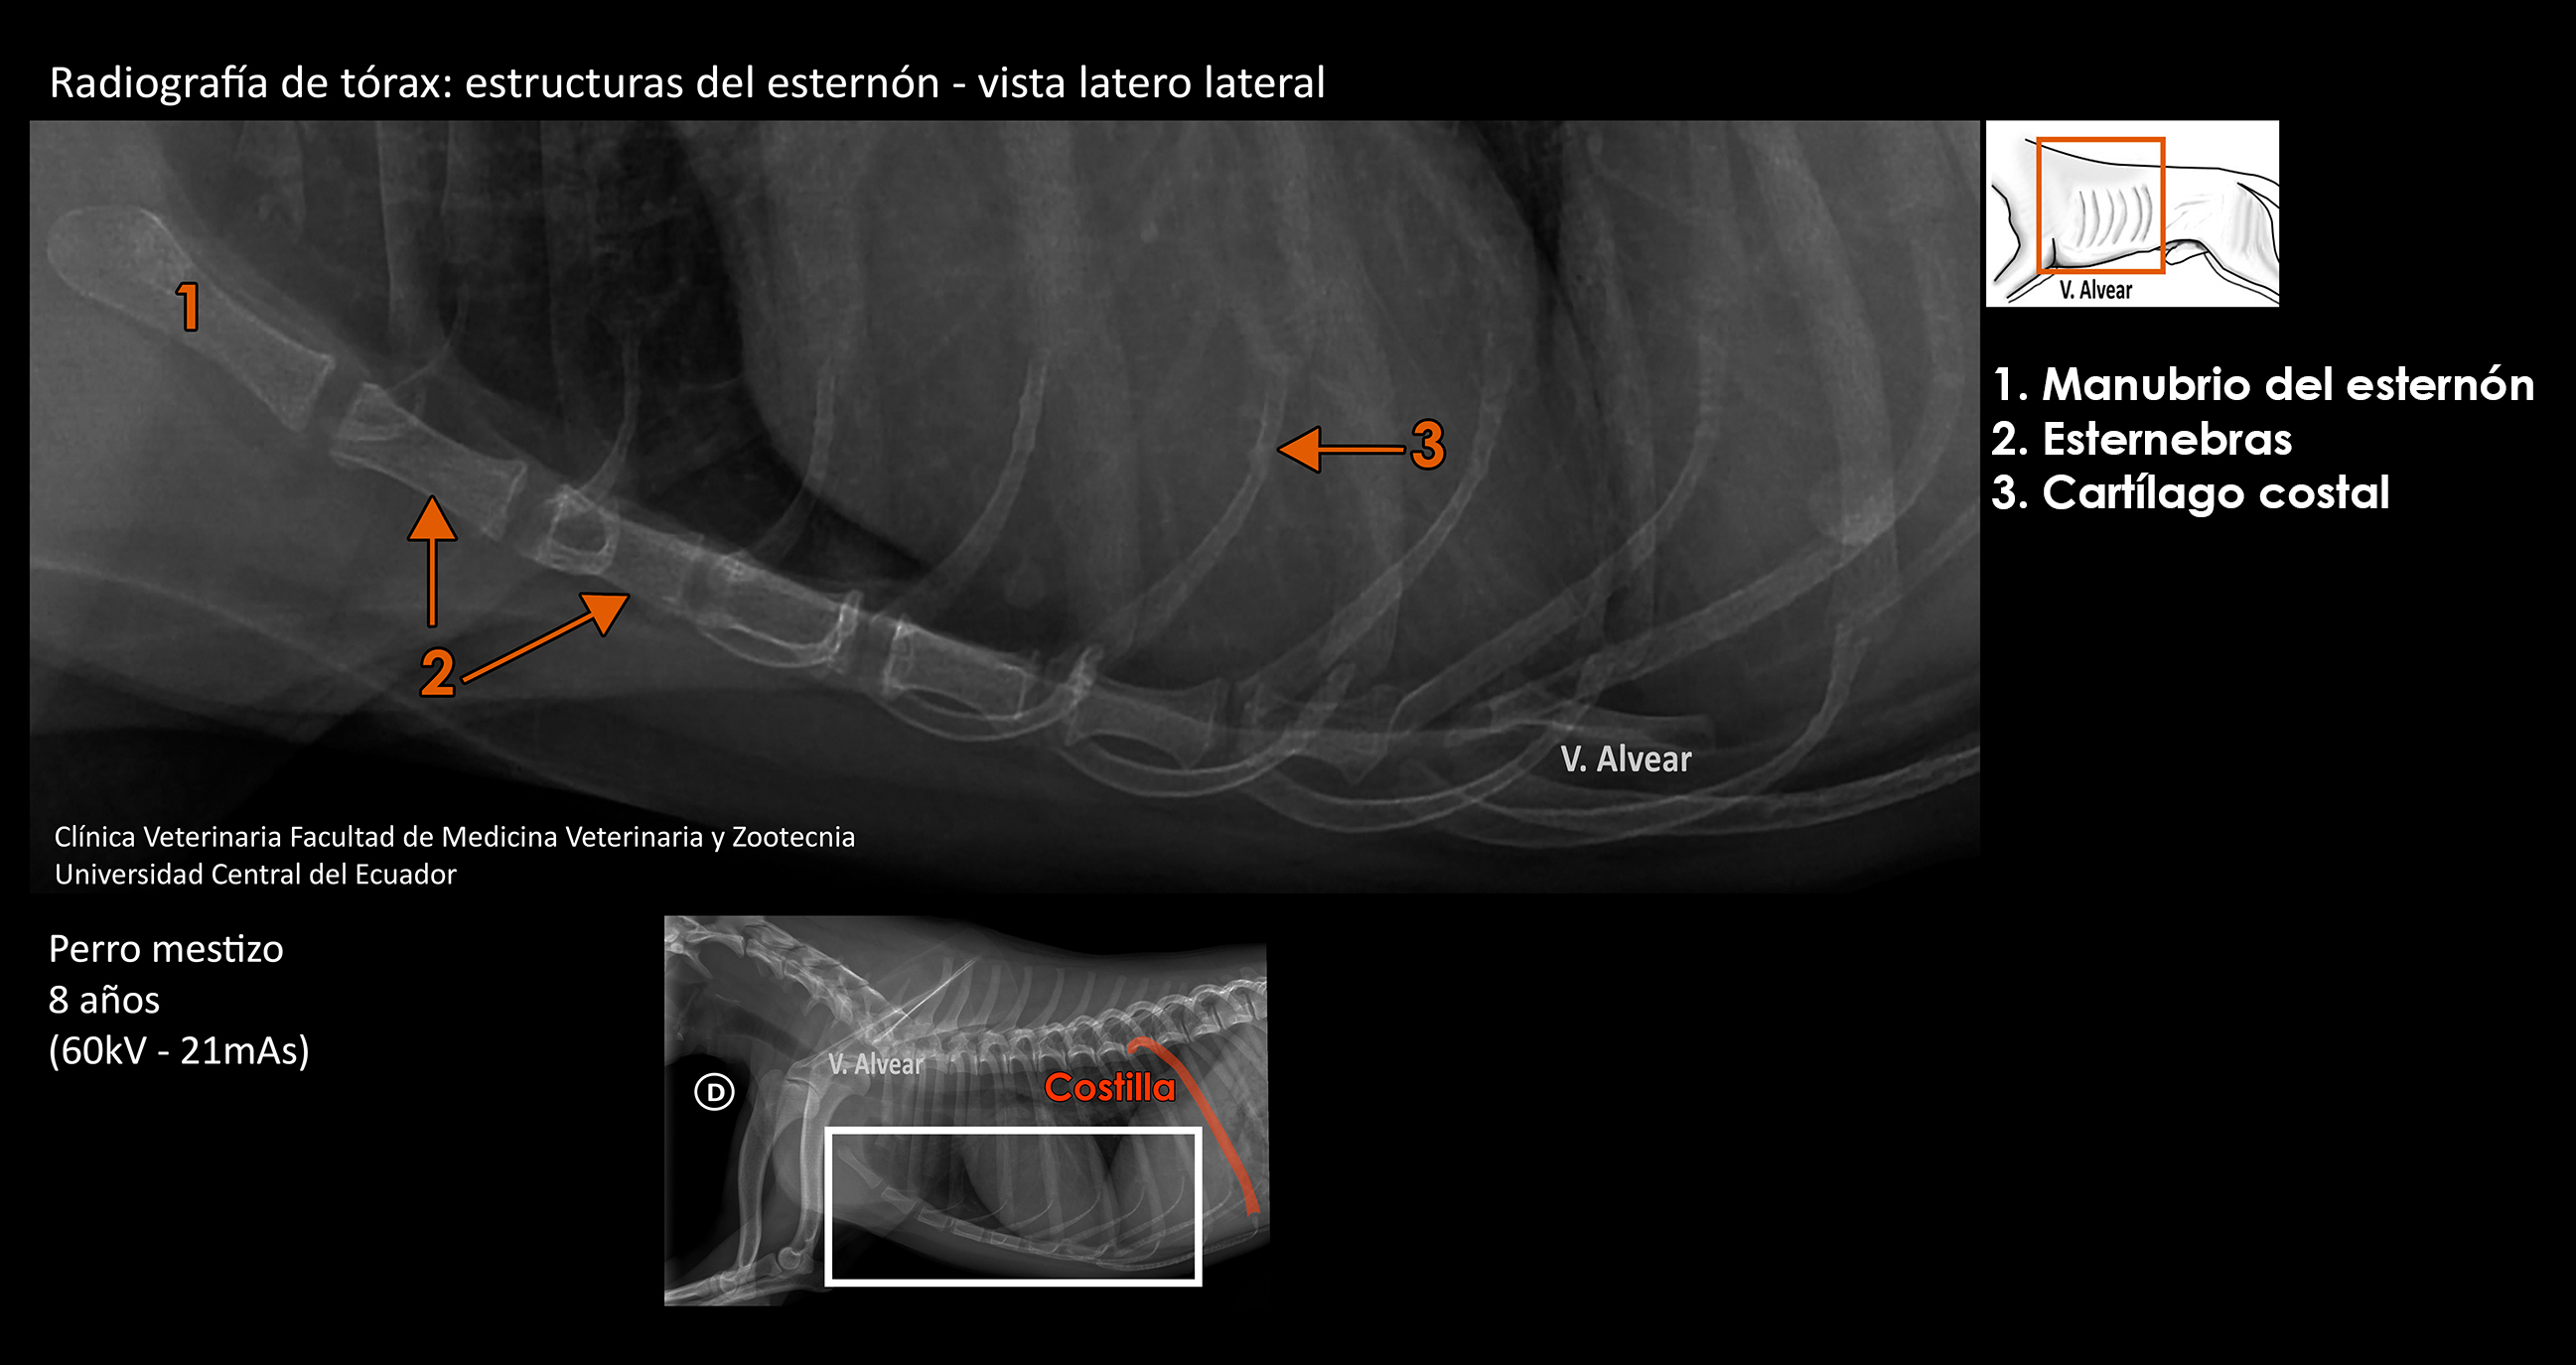 Radiografía de tórax: estructuras del esternón - vista latero lateral
1
3
2
V. Alvear
Clínica Veterinaria Facultad de Medicina Veterinaria y Zootecnia
Universidad Central del Ecuador
V. Alvear
1. Manubrio del esternón
2. Esternebras
3. Cartílago costal
Perro mestizo
8 años
(60kV - 21mAs)
V. Alvear
D
Costilla